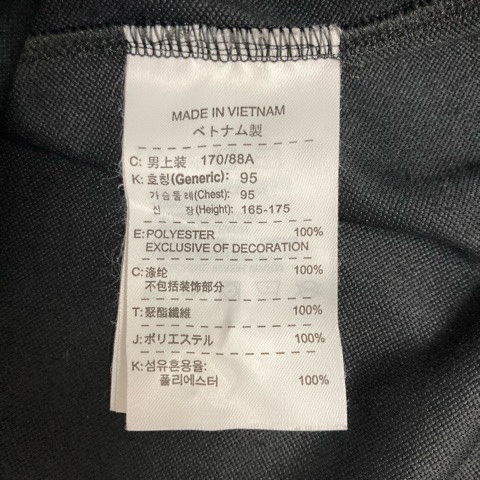 MADE IN VIETNAM
ベトナム製
C: 男上装 170/88A
K: 호칭(Generic): 95
가슴둘레(Chest): 95
신 장(Height): 165-175
E: POLYESTER 100%
EXCLUSIVE OF DECORATION
C: 涤纶 100%
不包括装饰部分
T: 聚酯纖維 100%
J: ポリエステル 100%
K: 섬유혼용율:
폴리에스터 100%